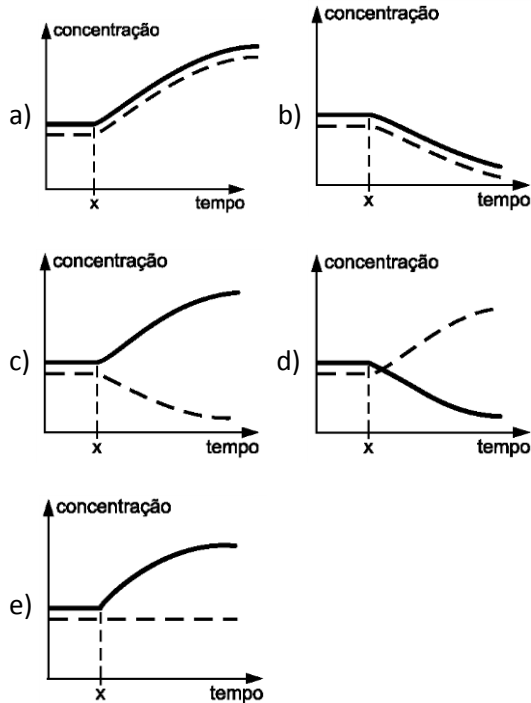 concentração
a)
x
tempo
concentração
b)
x
tempo
concentração
c)
x
tempo
concentração
d)
x
tempo
concentração
e)
x
tempo